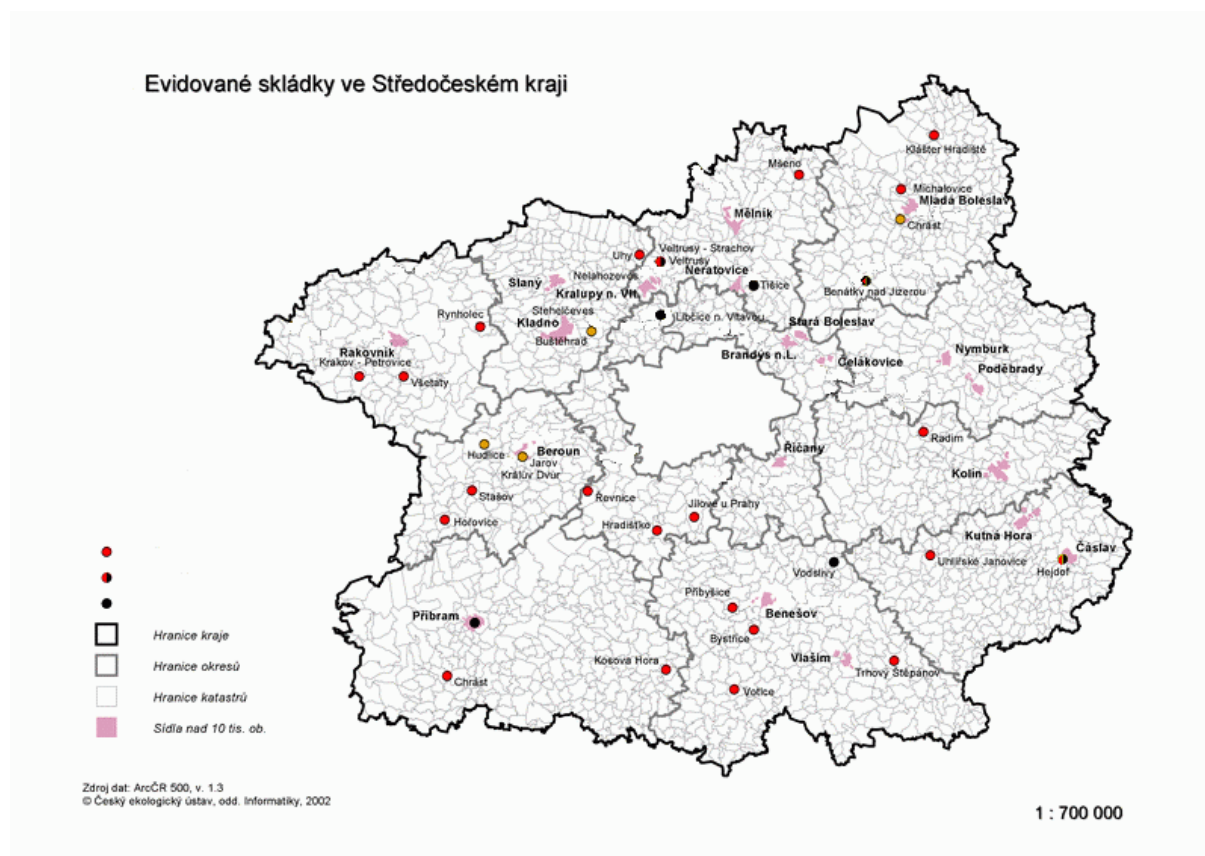 Evidované skládky ve Středočeském kraji
Klášter Hradiště
Mšeno
Michalovice
Mladá Boleslav
Mělník
Chrást
Veltrusy - Strachov
Uhy
Veltrusy
Neratovice
Nelahozeves
Slaný
Tišice
Benátky nad Jizerou
Kralupy n. Vlt.
Stehelčeves
Rynholec
Libčice n. Vltavou
Kladno
Stará Boleslav
Buštěhrad
Rakovník
Brandýs n.L.
Čelákovice
Nymburk
Krakov - Petrovice
Poděbrady
Všetaty
Radim
Říčany
Hudlice
Beroun
Jarov
Králův Dvůr
Kolín
Stašov
Řevnice
Jílové u Prahy
Hořovice
Hradištko
Kutná Hora
Čáslav
Uhlířské Janovice
Vodslivy
Hejdof
Přibyšice
Příbram
Benešov
Hranice kraje
Bystřice
Vlašim
Hranice okresů
Kosova Hora
Trhový Štěpánov
Chrást
Votice
Hranice katastrů
Sídla nad 10 tis. ob.
Zdroj dat: ArcČR 500, v. 1.3
© Český ekologický ústav, odd. Informatiky, 2002
1 : 700 000